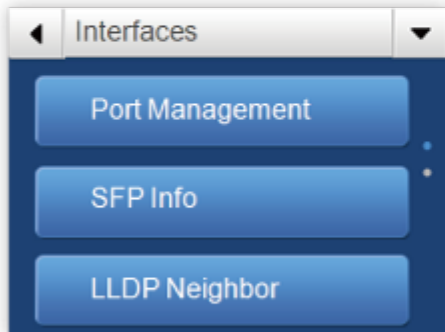 Interfaces
Port Management
SFP Info
LLDP Neighbor